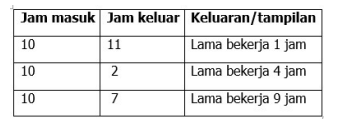 Jam masuk Jam keluar Keluaran/tampilan
10 11 Lama bekerja 1 jam
10 2 Lama bekerja 4 jam
10 7 Lama bekerja 9 jam